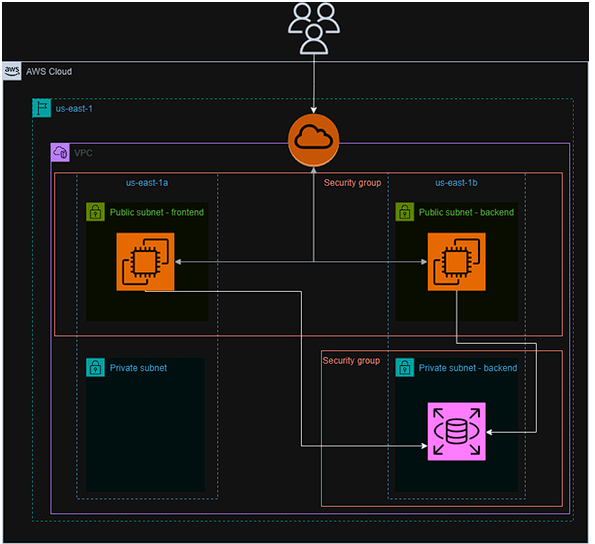 aws
AWS Cloud
us-east-1
VPC
us-east-1a
Security group
us-east-1b
Public subnet - frontend
Public subnet - backend
Private subnet
Security group
Private subnet - backend